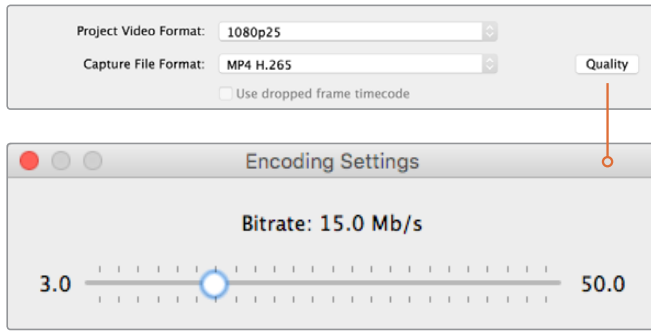 Project Video Format: 1080p25
Capture File Format: MP4 H.265 Quality
Use dropped frame timecode
Encoding Settings
Bitrate: 15.0 Mb/s
3.0 50.0